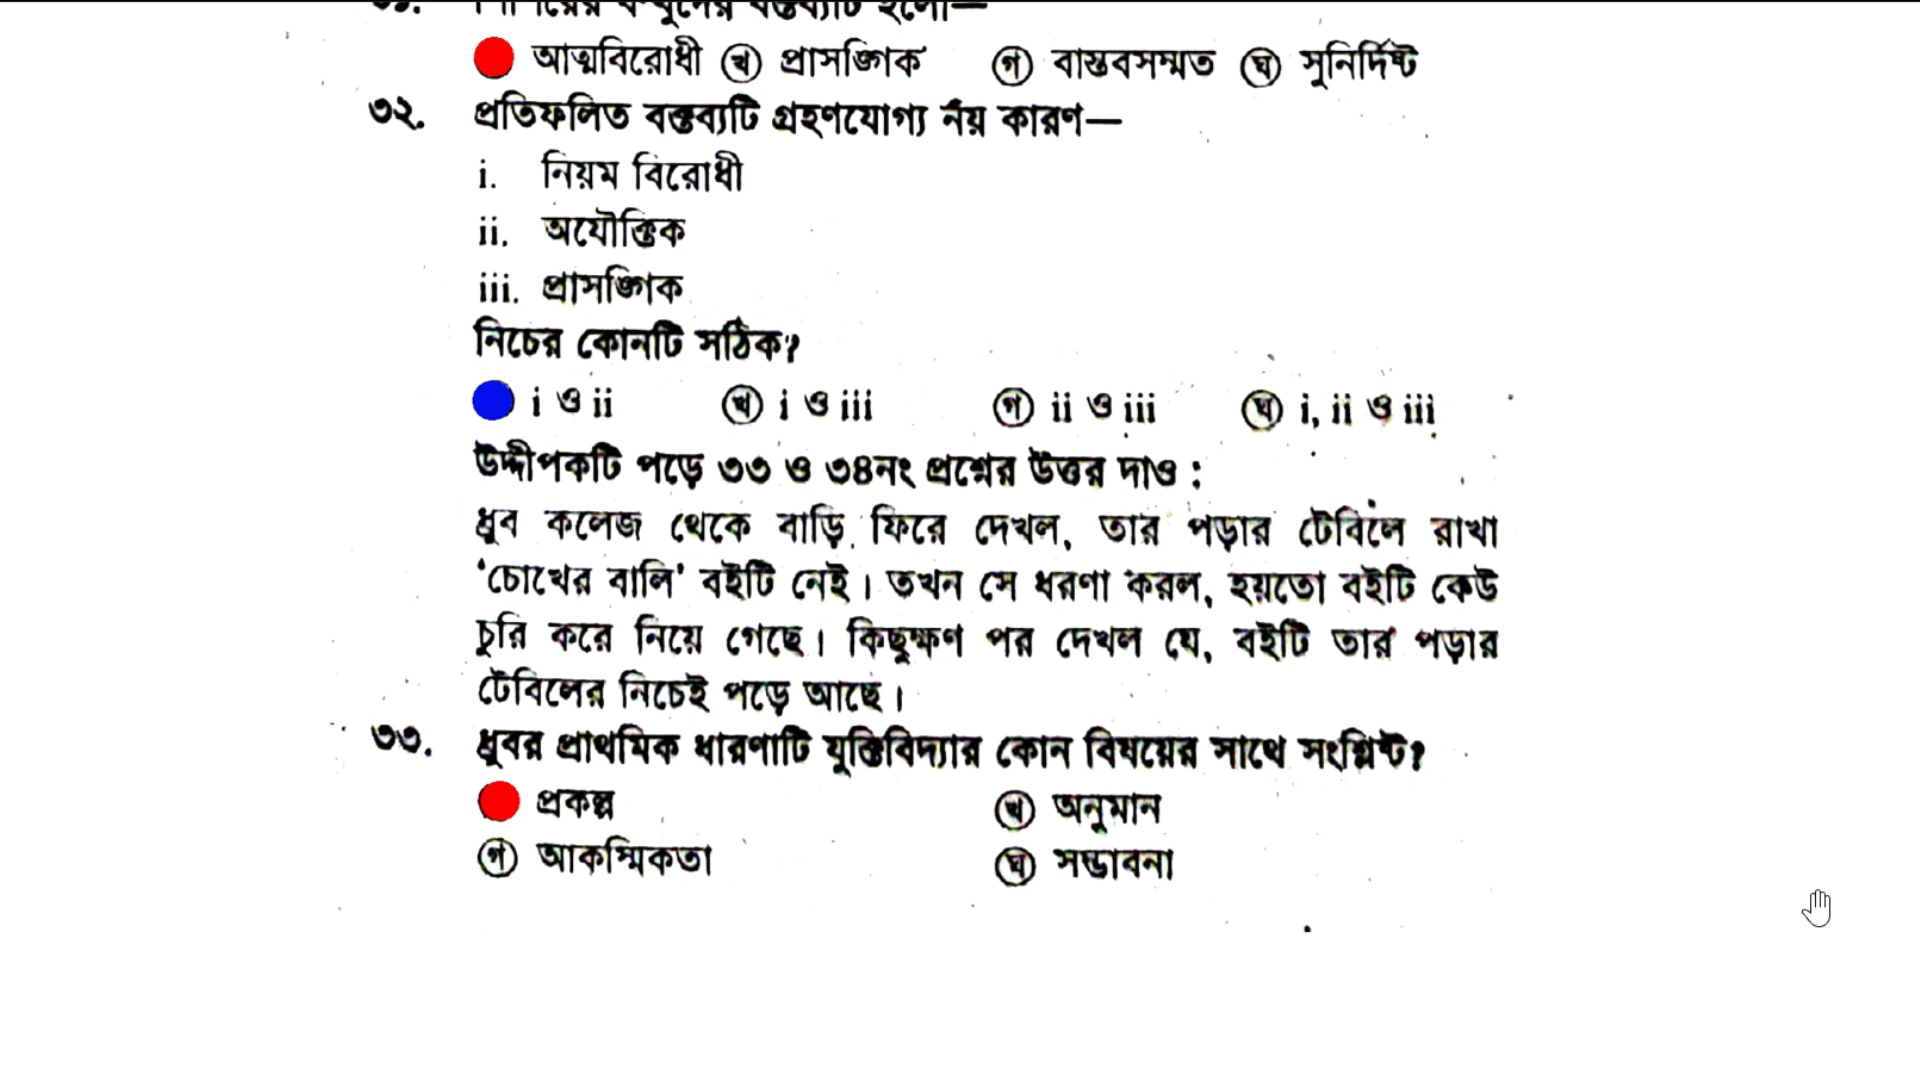 আত্মবিরোধী খ প্রাসঙ্গিক গ বাস্তবসম্মত ঘ সুনির্দিষ্ট
৩২. প্রতিফলিত বক্তব্যটি গ্রহণযোগ্য নয় কারণ—
i. নিয়ম বিরোধী
ii. অযৌক্তিক
iii. প্রাসঙ্গিক
নিচের কোনটি সঠিক?
i ও ii খ i ও iii গ ii ও iii ঘ i, ii ও iii
উদ্দীপকটি পড়ে ৩৩ ও ৩৪নং প্রশ্নের উত্তর দাও :
ধ্রুব কলেজ থেকে বাড়ি ফিরে দেখল, তার পড়ার টেবিলে রাখা
‘চোখের বালি’ বইটি নেই। তখন সে ধরণা করল, হয়তো বইটি কেউ
চুরি করে নিয়ে গেছে। কিছুক্ষণ পর দেখল যে, বইটি তার পড়ার
টেবিলের নিচেই পড়ে আছে।
৩৩. ধ্রুবর প্রাথমিক ধারণাটি যুক্তিবিদ্যার কোন বিষয়ের সাথে সংশ্লিষ্ট?
প্রকল্প খ অনুমান
গ আকস্মিকতা ঘ সম্ভাবনা